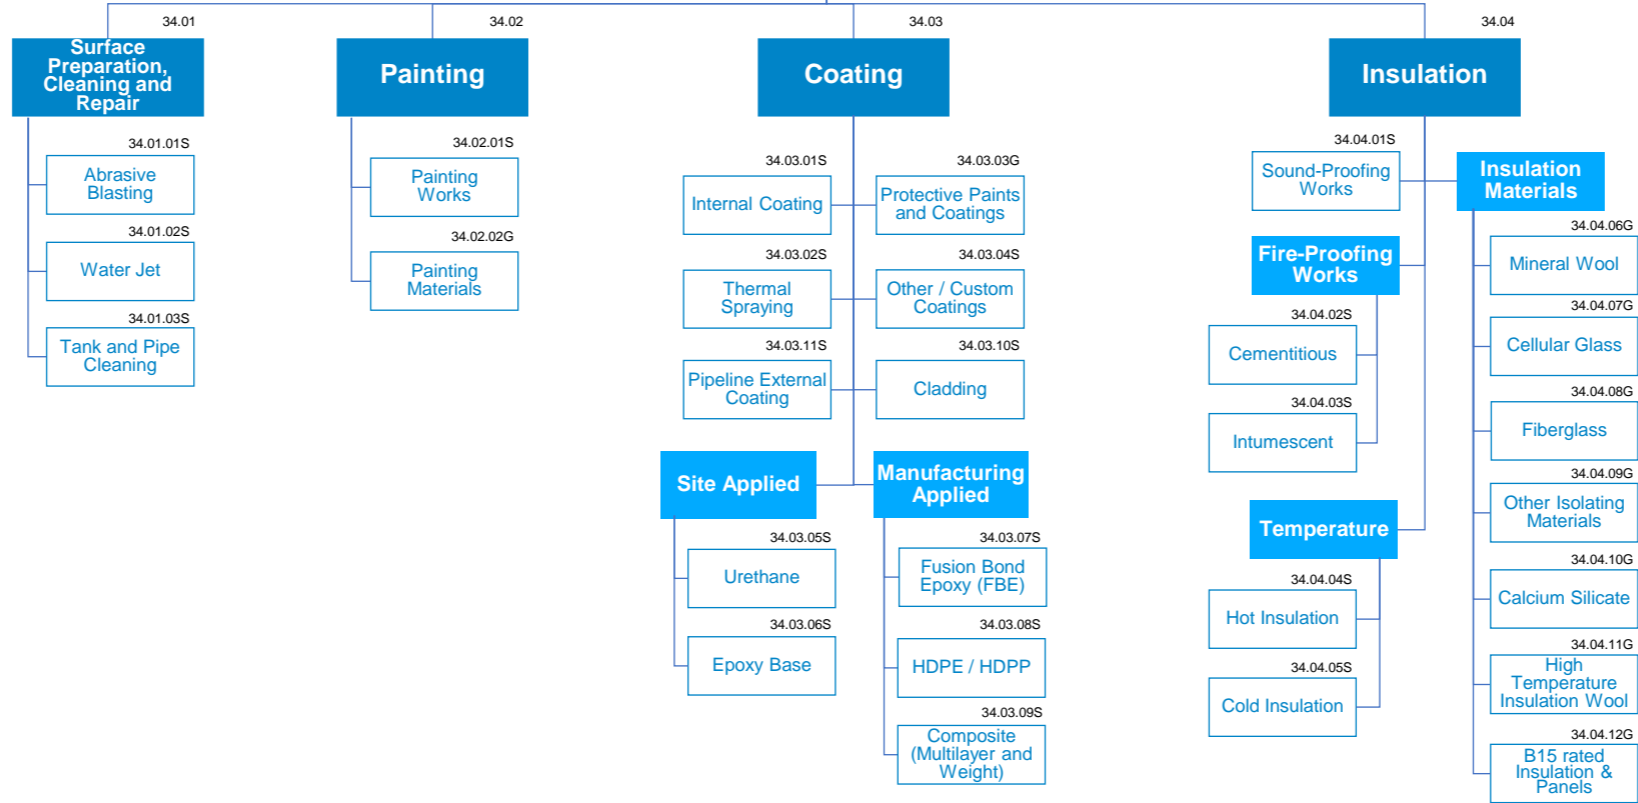 34.01
Surface
Preparation,
Cleaning and
Repair
34.01.01S
Abrasive
Blasting
34.01.02S
Water Jet
34.01.03S
Tank and Pipe
Cleaning
34.02
Painting
34.02.01S
Painting
Works
34.02.02G
Painting
Materials
34.03
Coating
34.03.01S
Internal Coating
34.03.03G
Protective Paints
and Coatings
34.03.02S
Thermal
Spraying
34.03.04S
Other / Custom
Coatings
34.03.11S
Pipeline External
Coating
34.03.10S
Cladding
Site Applied
34.03.05S
Urethane
34.03.06S
Epoxy Base
Manufacturing
Applied
34.03.07S
Fusion Bond
Epoxy (FBE)
34.03.08S
HDPE / HDPP
34.03.09S
Composite
(Multilayer and
Weight)
34.04
Insulation
34.04.01S
Sound-Proofing
Works
Fire-Proofing
Works
34.04.02S
Cementitious
34.04.03S
Intumescent
Temperature
34.04.04S
Hot Insulation
34.04.05S
Cold Insulation
Insulation
Materials
34.04.06G
Mineral Wool
34.04.07G
Cellular Glass
34.04.08G
Fiberglass
34.04.09G
Other Isolating
Materials
34.04.10G
Calcium Silicate
34.04.11G
High
Temperature
Insulation Wool
34.04.12G
B15 rated
Insulation &
Panels